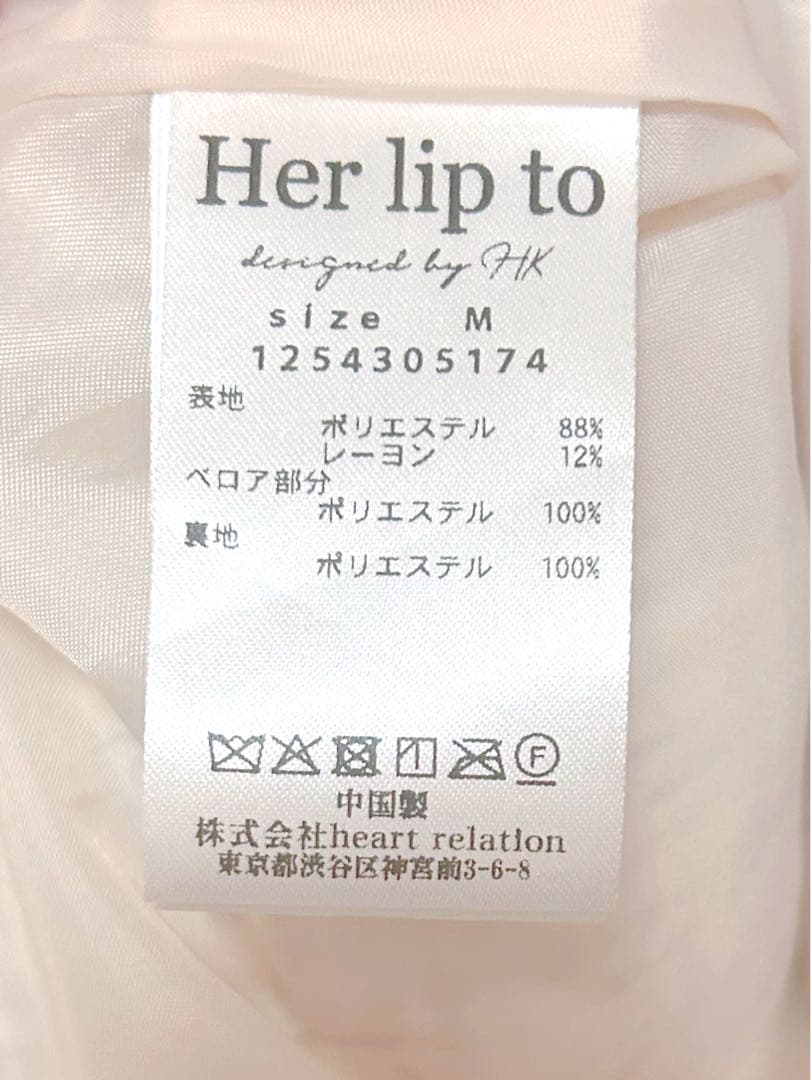 Her lip to
designed by HK
size M
1254305174
表地
ポリエステル 88%
レーヨン 12%
ベロア部分
ポリエステル 100%
裏地
ポリエステル 100%
F
中国製
株式会社heart relation
東京都渋谷区神宮前3-6-8